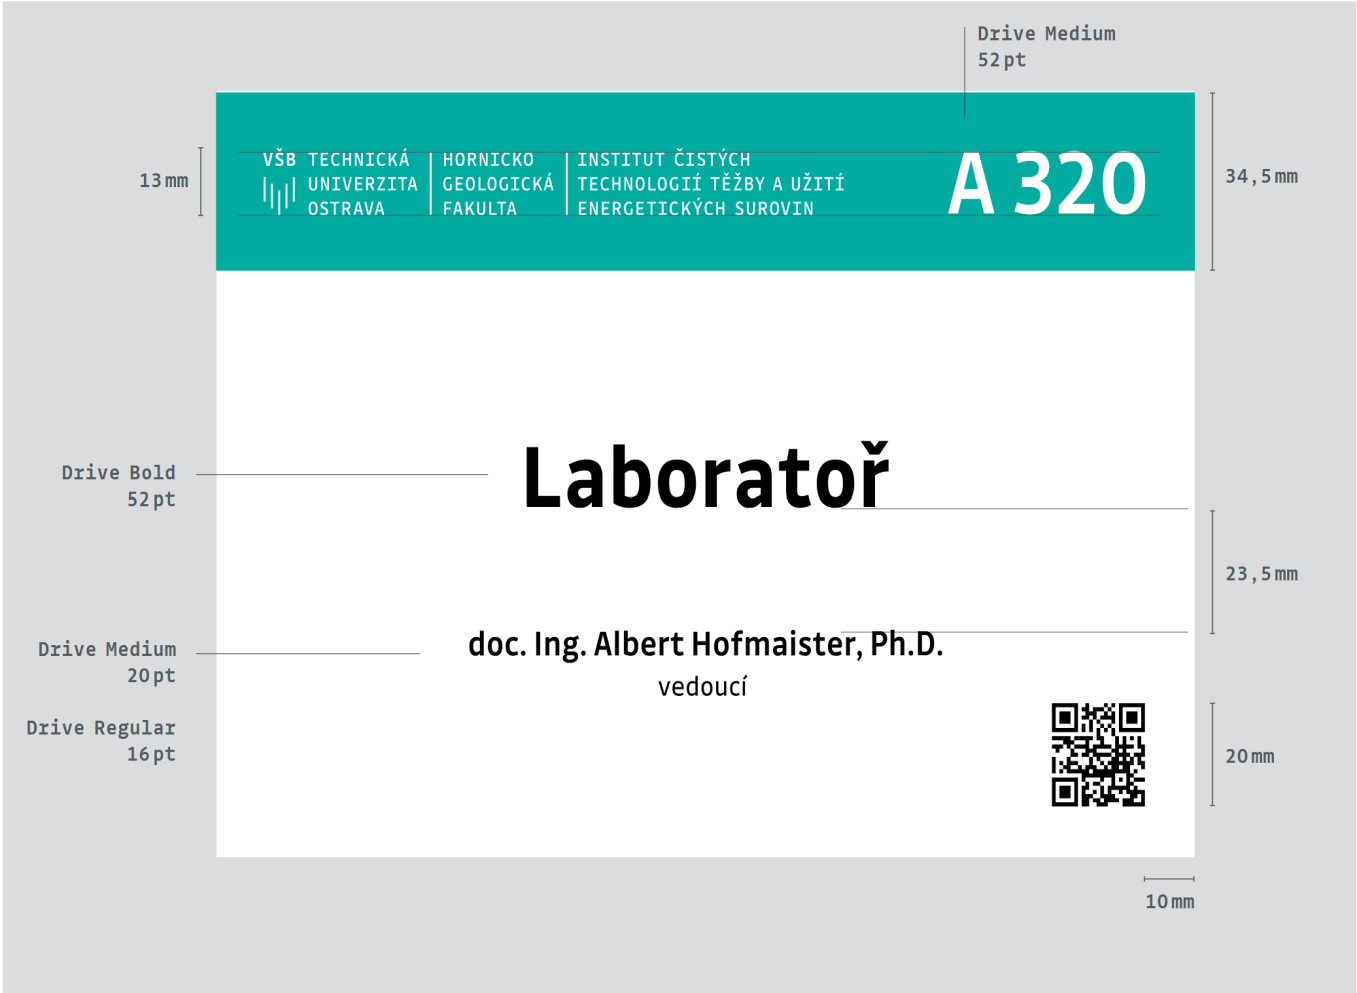 Drive Medium
52 pt
VŠB TECHNICKÁ
UNIVERZITA
OSTRAVA
HORNICKO
GEOLOGICKÁ
FAKULTA
INSTITUT ČISTÝCH
TECHNOLOGIÍ TĚŽBY A UŽITÍ
ENERGETICKÝCH SUROVIN
A 320
13 mm
34,5 mm
Laboratoř
Drive Bold
52 pt
23,5 mm
doc. Ing. Albert Hofmaister, Ph.D.
vedoucí
Drive Medium
20 pt
Drive Regular
16 pt
20 mm
10 mm